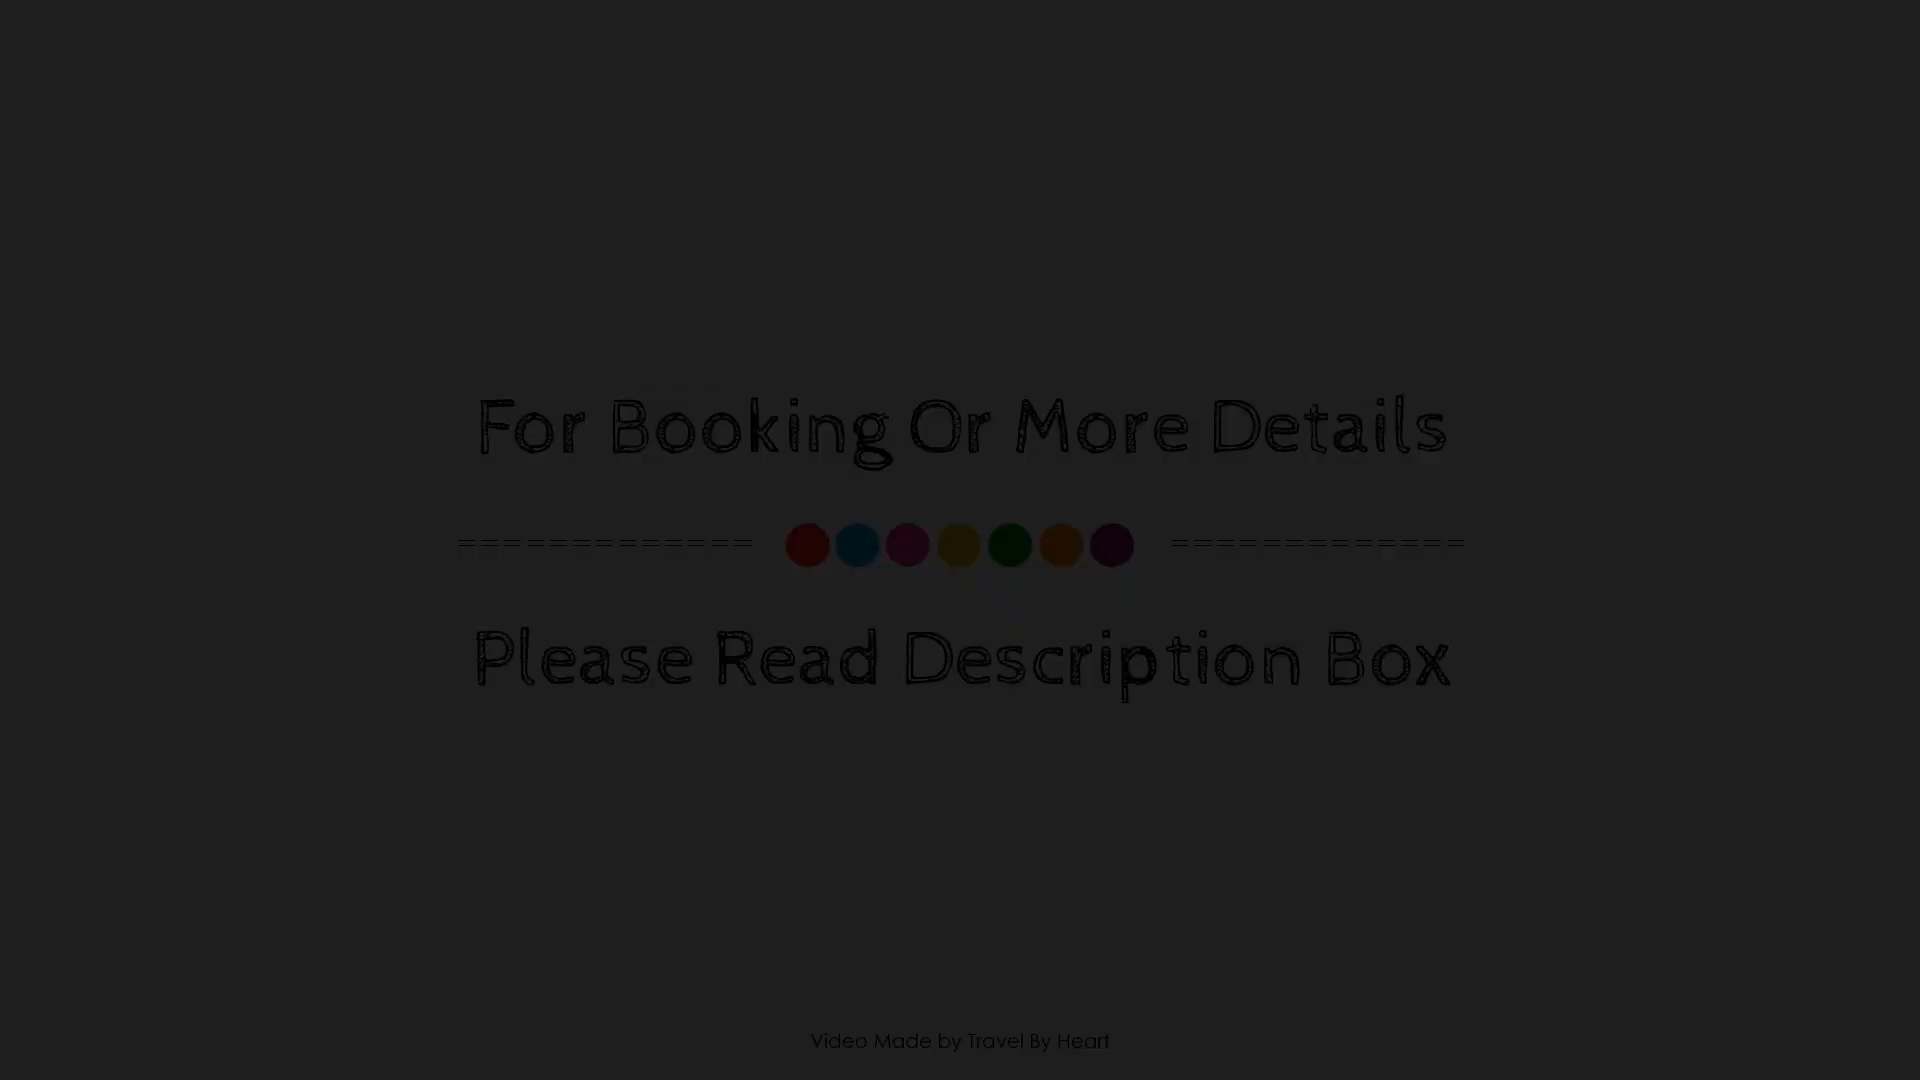 For Booking Or More Details
============= =============
Please Read Description Box
Video Made by Travel By Heart